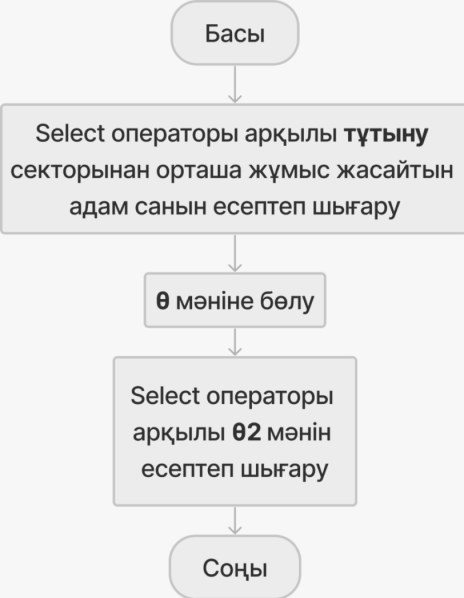 Басы
Select операторы арқылы тұтыну
секторынан орташа жұмыс жасайтын
адам санын есептеп шығару
θ мәніне бөлу
Select операторы
арқылы θ2 мәнін
есептеп шығару
Соңы